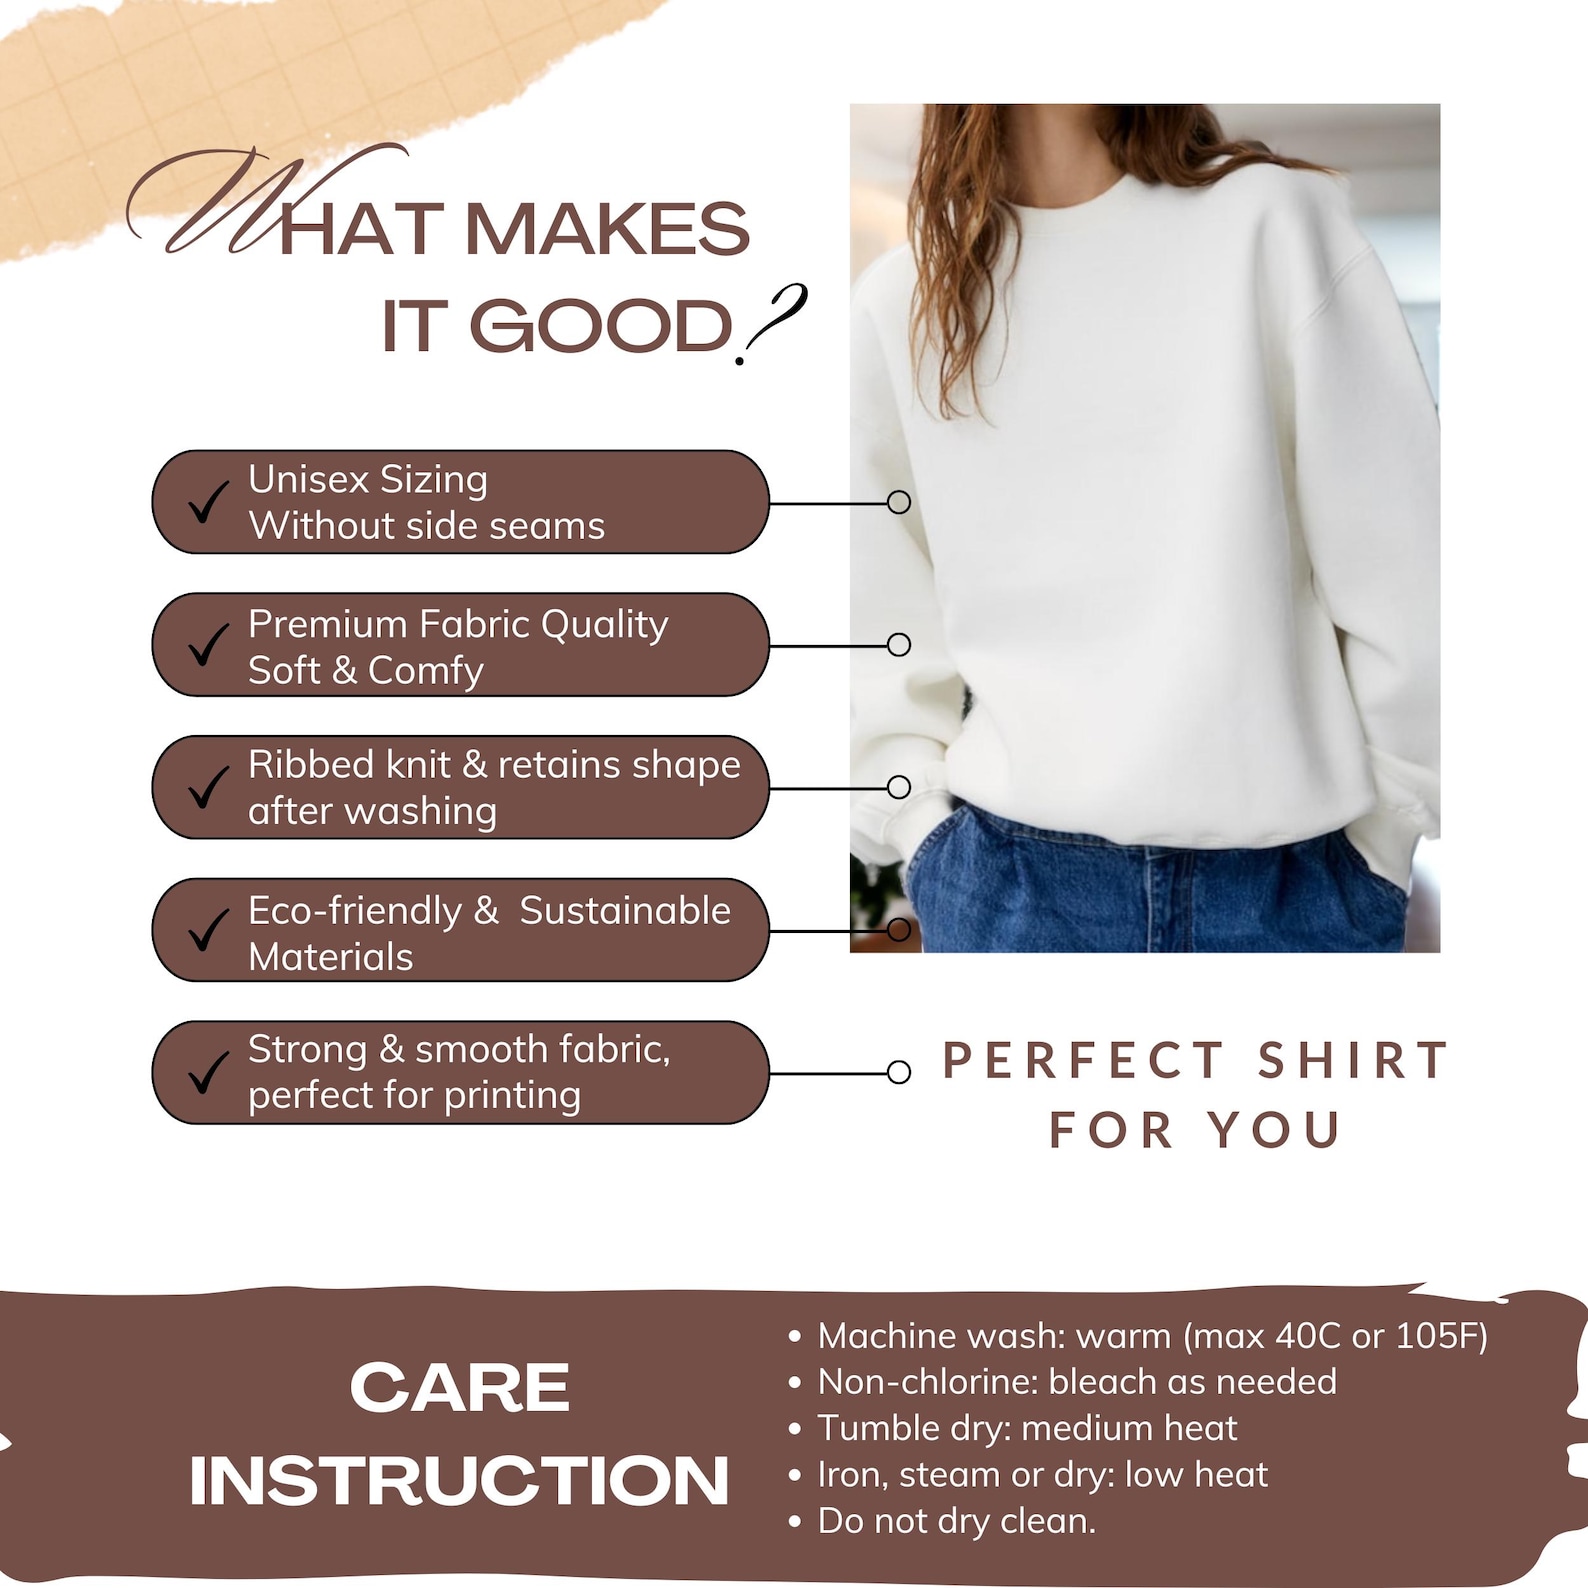 WHAT MAKES
IT GOOD?
Unisex Sizing
Without side seams
Premium Fabric Quality
Soft & Comfy
Ribbed knit & retains shape
after washing
Eco-friendly &  Sustainable
Materials
Strong & smooth fabric,
perfect for printing
PERFECT SHIRT
FOR YOU
CARE
INSTRUCTION
• Machine wash: warm (max 40C or 105F)
• Non-chlorine: bleach as needed
• Tumble dry: medium heat
• Iron, steam or dry: low heat
• Do not dry clean.